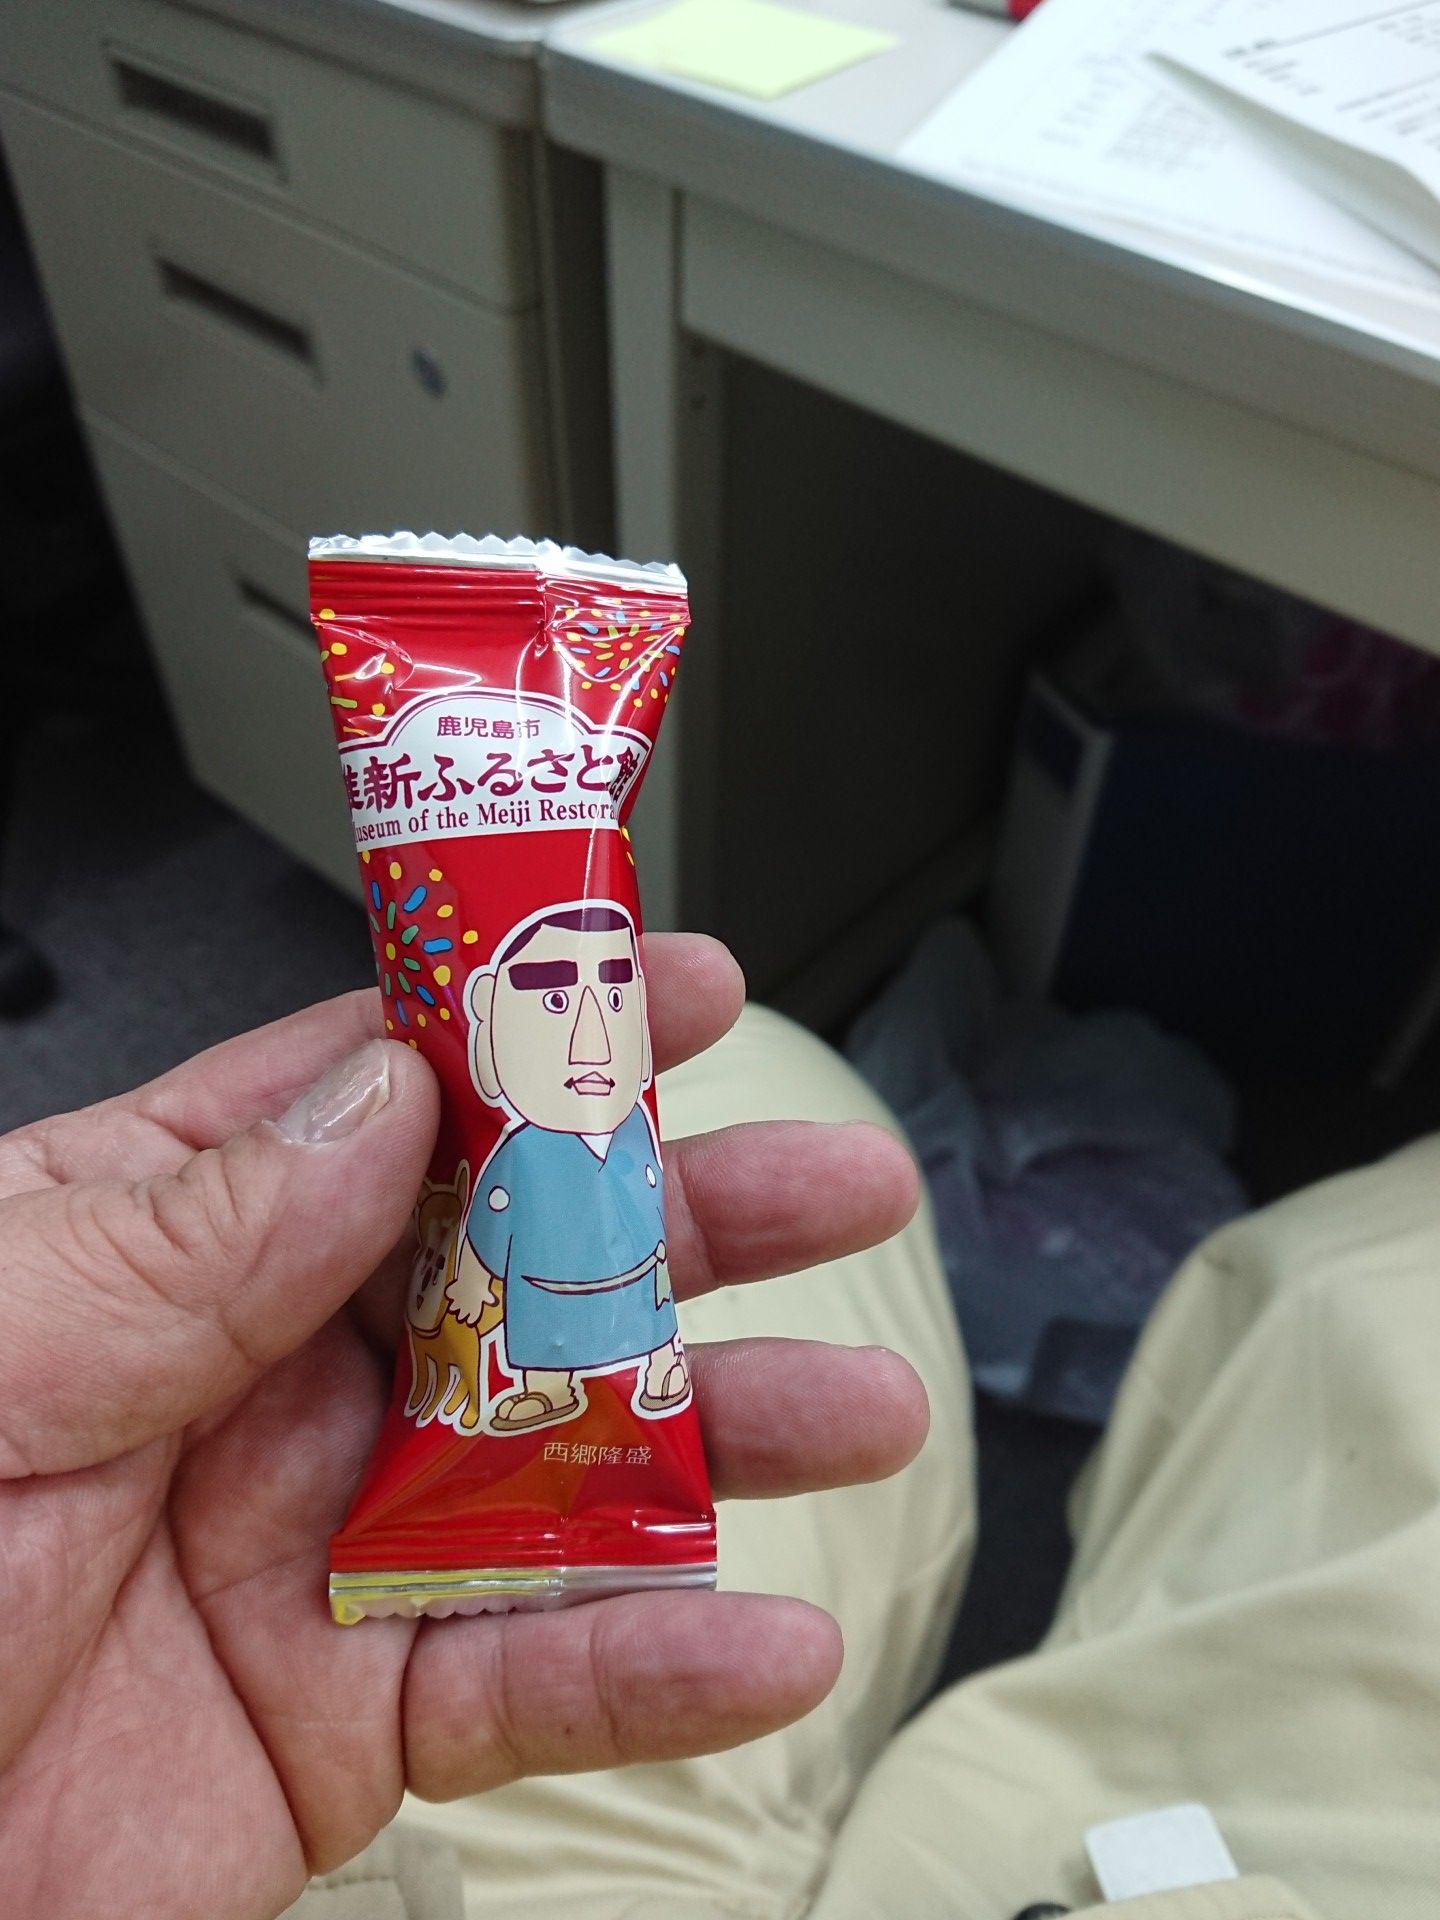 鹿児島市
維新ふるさと館
Museum of the Meiji Restora
西郷隆盛